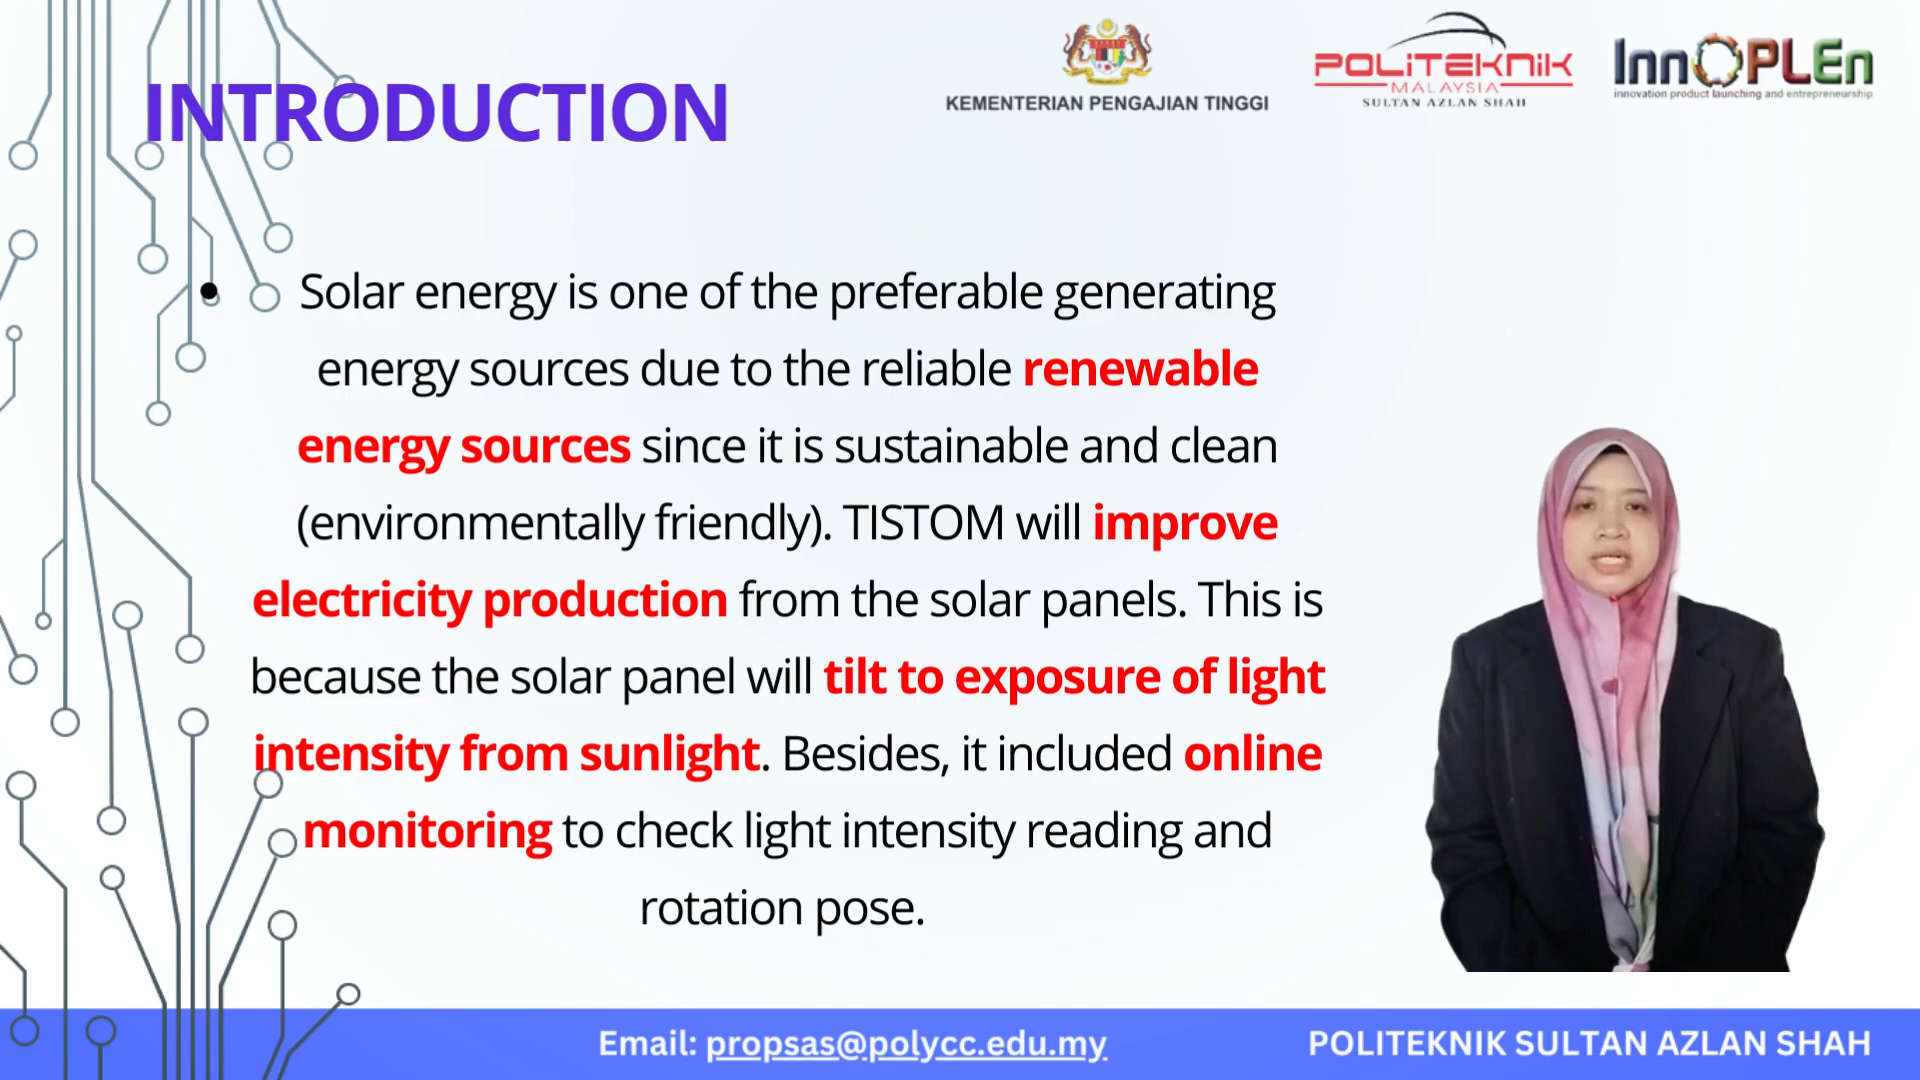 KEMENTERIAN PENGAJIAN TINGGI
POLITEKNIK
MALAYSIA
SULTAN AZLAN SHAH
InnOPLEn
innovation product launching and entrepreneurship
INTRODUCTION
• Solar energy is one of the preferable generating
energy sources due to the reliable renewable
energy sources since it is sustainable and clean
(environmentally friendly). TISTOM will improve
electricity production from the solar panels. This is
because the solar panel will tilt to exposure of light
intensity from sunlight. Besides, it included online
monitoring to check light intensity reading and
rotation pose.
Email: propsas@polycc.edu.my
POLITEKNIK SULTAN AZLAN SHAH